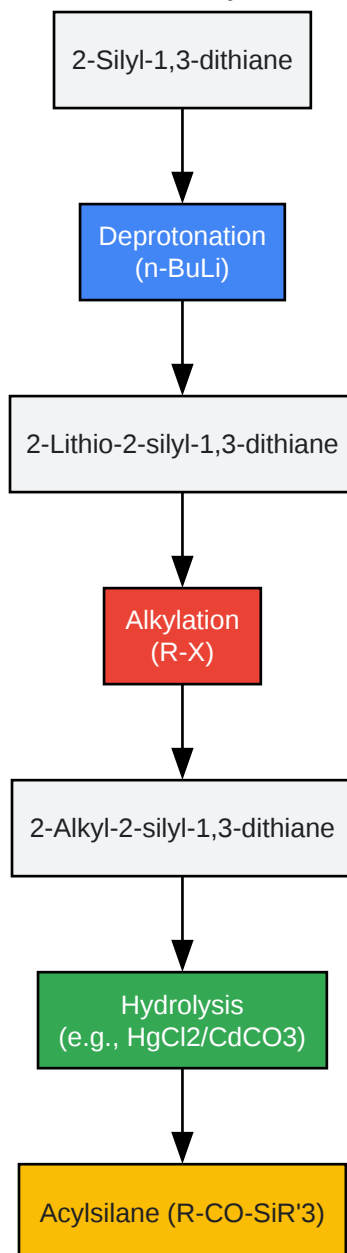 2-Silyl-1,3-dithiane
Deprotonation
(n-BuLi)
2-Lithio-2-silyl-1,3-dithiane
Alkylation
(R-X)
2-Alkyl-2-silyl-1,3-dithiane
Hydrolysis
(e.g., HgCl2/CdCO3)
Acylsilane (R-CO-SiR'3)